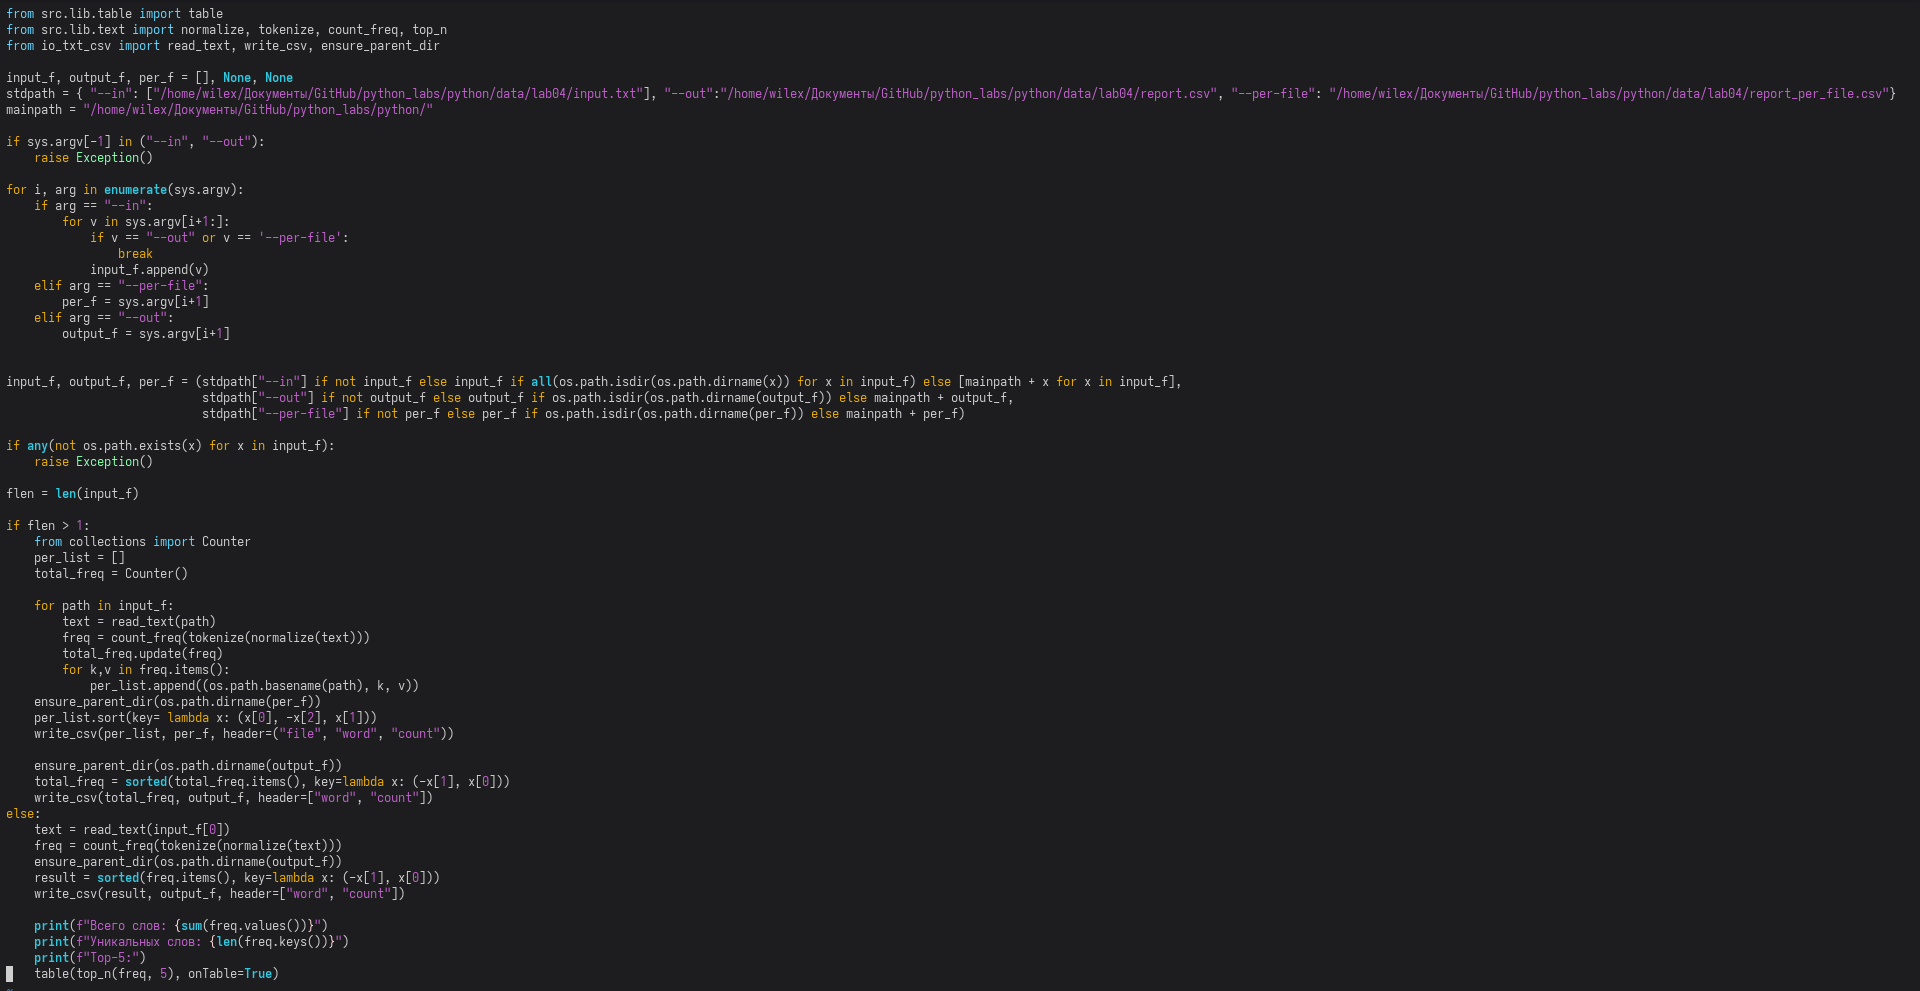 from src.lib.table import table
from src.lib.text import normalize, tokenize, count_freq, top_n
from io_txt_csv import read_text, write_csv, ensure_parent_dir

input_f, output_f, per_f = [], None, None
stdpath = { "--in": ["/home/wilex/Документы/GitHub/python_labs/python/data/lab04/input.txt"], "--out":"/home/wilex/Документы/GitHub/python_labs/python/data/lab04/report.csv", "--per-file": "/home/wilex/Документы/GitHub/python_labs/python/data/lab04/report_per_file.csv"}
mainpath = "/home/wilex/Документы/GitHub/python_labs/python/"

if sys.argv[-1] in ("--in", "--out"):
    raise Exception()

for i, arg in enumerate(sys.argv):
    if arg == "--in":
        for v in sys.argv[i+1:]:
            if v == "--out" or v == '--per-file':
                break
            input_f.append(v)
    elif arg == "--per-file":
        per_f = sys.argv[i+1]
    elif arg == "--out":
        output_f = sys.argv[i+1]


input_f, output_f, per_f = (stdpath["--in"] if not input_f else input_f if all(os.path.isdir(os.path.dirname(x)) for x in input_f) else [mainpath + x for x in input_f],
                            stdpath["--out"] if not output_f else output_f if os.path.isdir(os.path.dirname(output_f)) else mainpath + output_f,
                            stdpath["--per-file"] if not per_f else per_f if os.path.isdir(os.path.dirname(per_f)) else mainpath + per_f)

if any(not os.path.exists(x) for x in input_f):
    raise Exception()

flen = len(input_f)

if flen > 1:
    from collections import Counter
    per_list = []
    total_freq = Counter()

    for path in input_f:
        text = read_text(path)
        freq = count_freq(tokenize(normalize(text)))
        total_freq.update(freq)
        for k,v in freq.items():
            per_list.append((os.path.basename(path), k, v))
    ensure_parent_dir(os.path.dirname(per_f))
    per_list.sort(key= lambda x: (x[0], -x[2], x[1]))
    write_csv(per_list, per_f, header=("file", "word", "count"))

    ensure_parent_dir(os.path.dirname(output_f))
    total_freq = sorted(total_freq.items(), key=lambda x: (-x[1], x[0]))
    write_csv(total_freq, output_f, header=["word", "count"])
else:
    text = read_text(input_f[0])
    freq = count_freq(tokenize(normalize(text)))
    ensure_parent_dir(os.path.dirname(output_f))
    result = sorted(freq.items(), key=lambda x: (-x[1], x[0]))
    write_csv(result, output_f, header=["word", "count"])

    print(f"Всего слов: {sum(freq.values())}")
    print(f"Уникальных слов: {len(freq.keys())}")
    print(f"Top-5:")
    table(top_n(freq, 5), onTable=True)